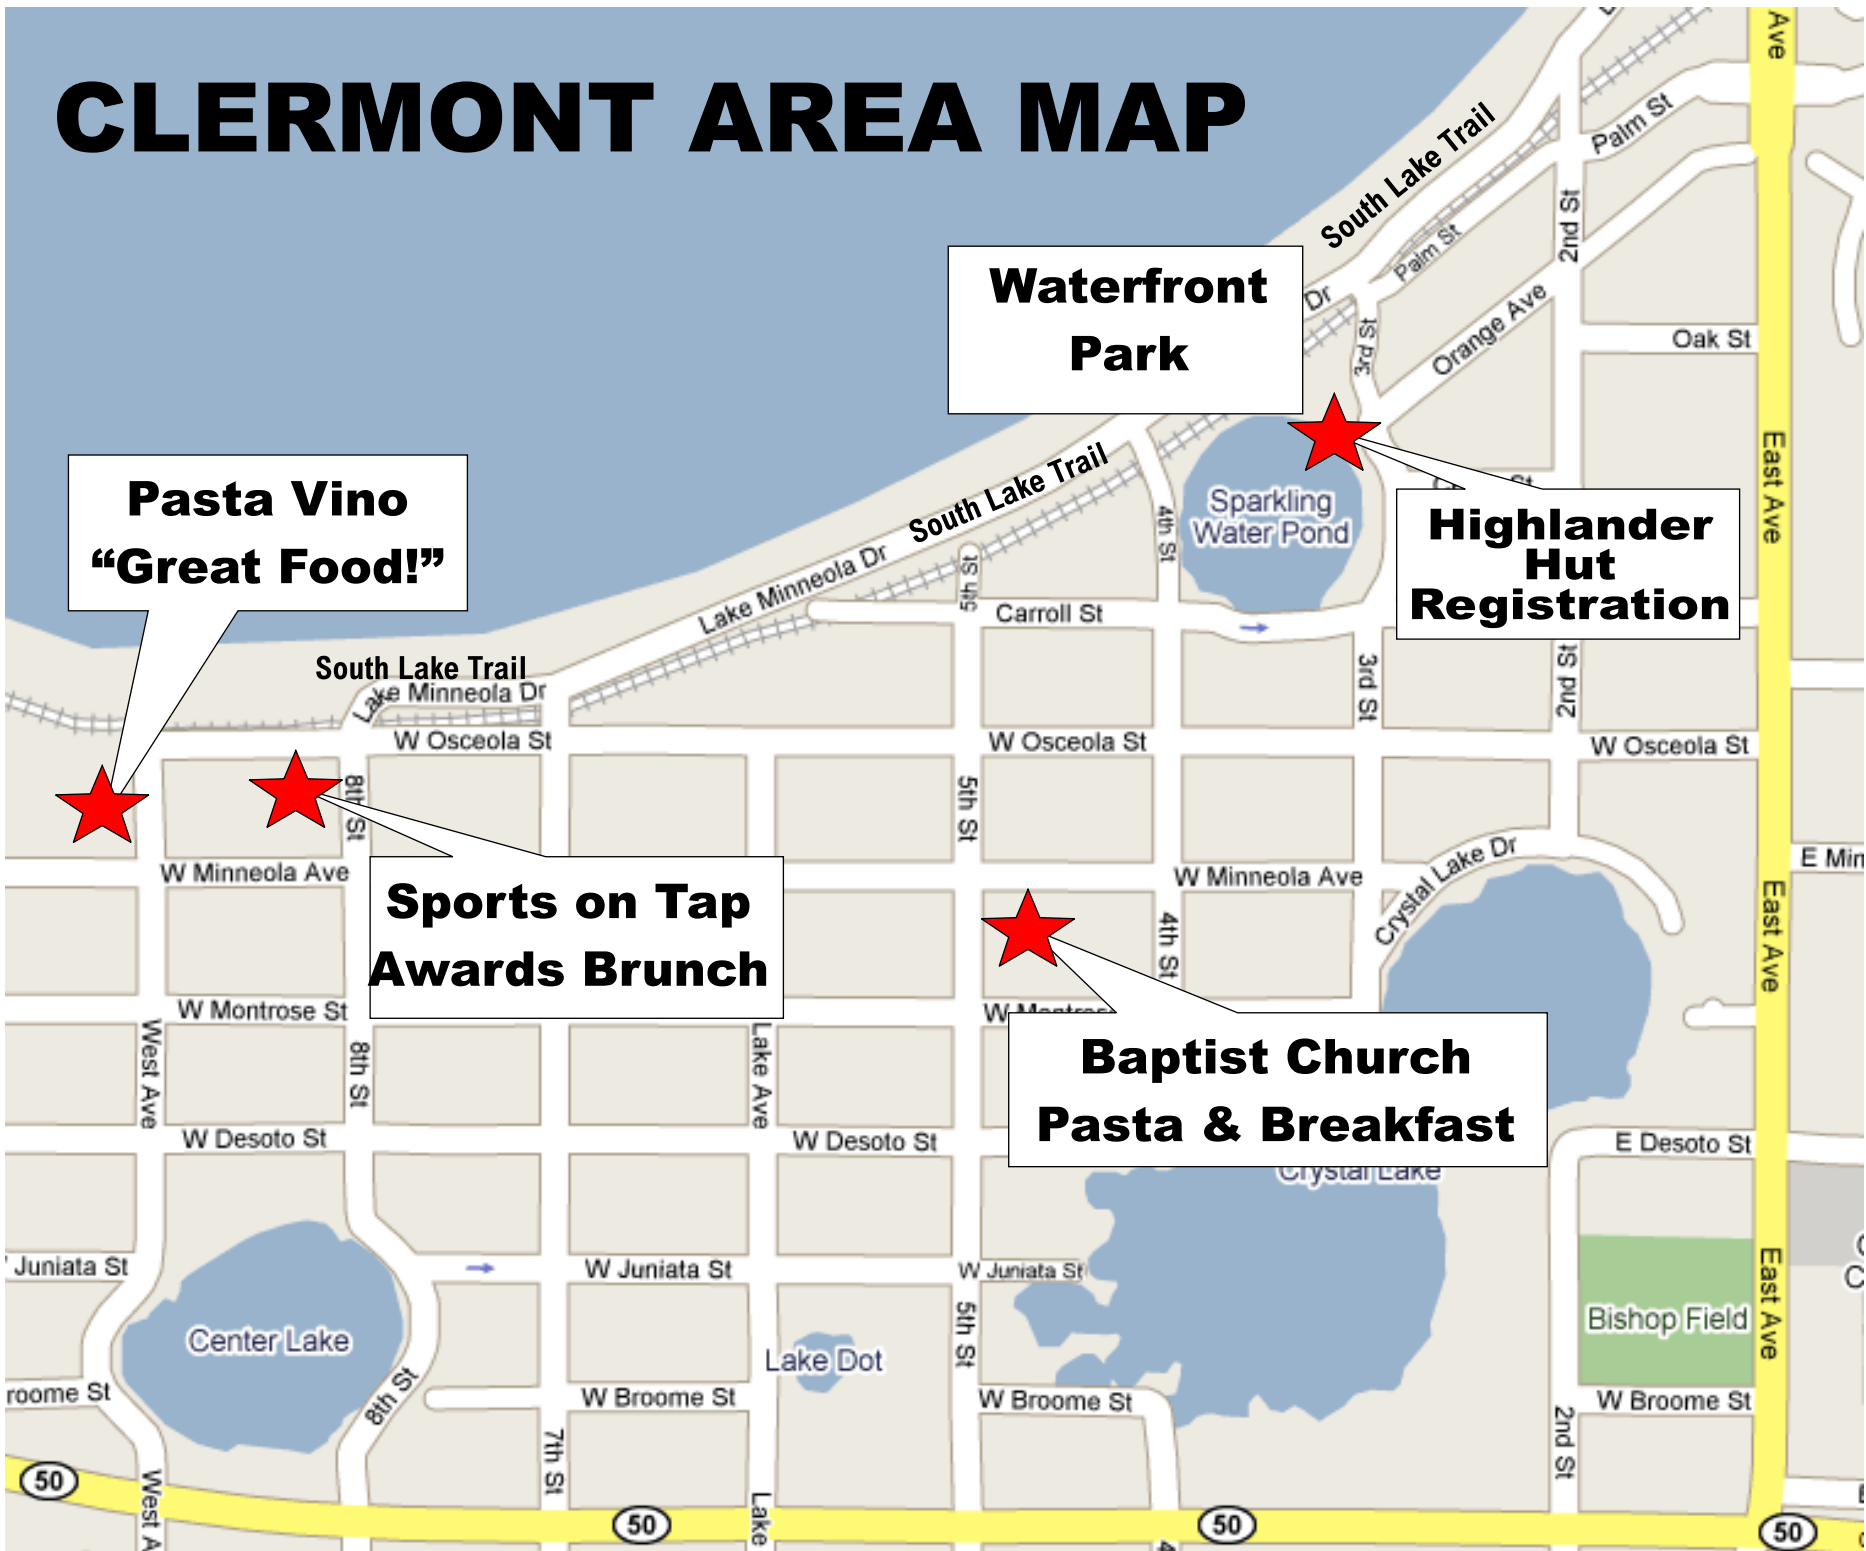 CLERMONT AREA MAP
Ave
Palm St
South Lake Trail
2nd St
Palm St
Waterfront
Park
Dr
3rd St
Orange Ave
Oak St
East Ave
Pasta Vino
“Great Food!”
South Lake Trail
4th St
Sparkling
Water Pond
St
Highlander
Hut
Registration
Lake Minneola Dr
5th St
Carroll St
South Lake Trail
Lake Minneola Dr
3rd St
2nd St
W Osceola St
W Osceola St
W Osceola St
8th St
5th St
W Minneola Ave
W Minneola Ave
Crystal Lake Dr
E Min
East Ave
Sports on Tap
Awards Brunch
4th St
W Montrose St
W Montrose
West Ave
8th St
Lake Ave
Baptist Church
Pasta & Breakfast
W Desoto St
W Desoto St
E Desoto St
Crystal Lake
Juniata St
W Juniata St
W Juniata St
Center Lake
Lake Dot
5th St
Bishop Field
East Ave
roome St
8th St
W Broome St
W Broome St
W Broome St
7th St
2nd St
50
West A
Lake
50
50
50